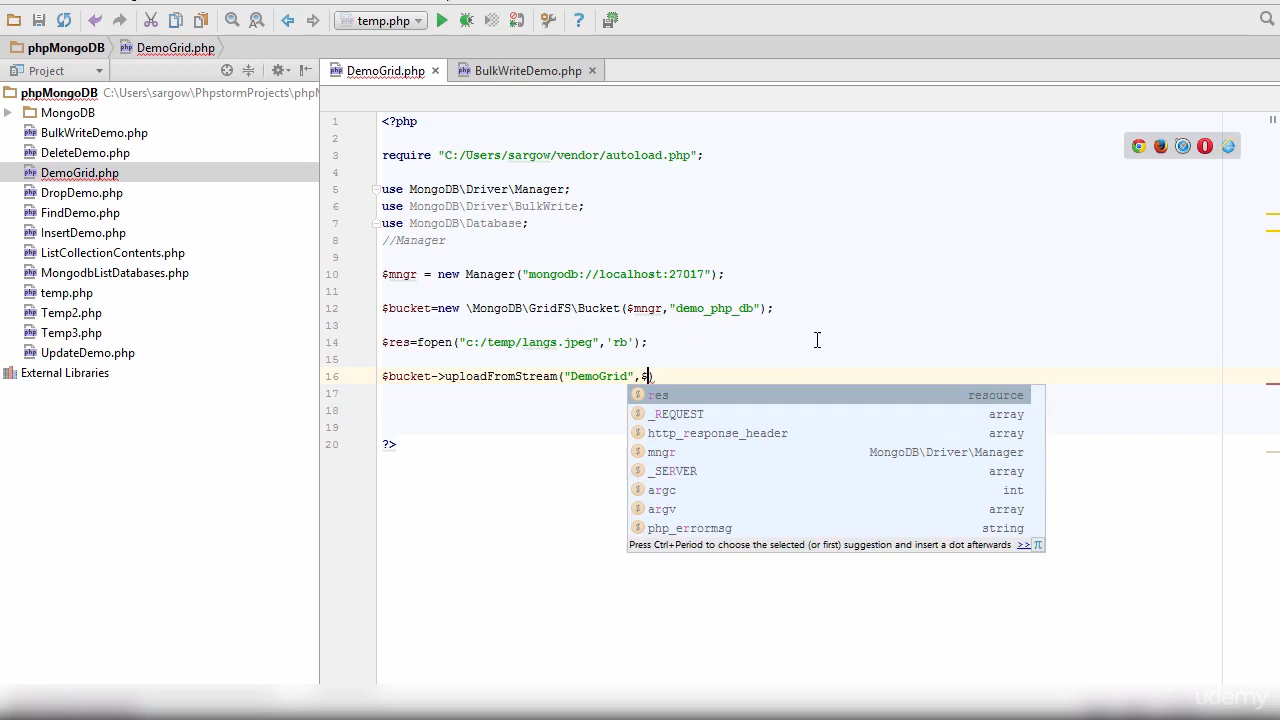 temp.php
phpMongoDB DemoGrid.php
Project
DemoGrid.php BulkWriteDemo.php
phpMongoDB C:\Users\sargow\PhpstormProjects\phpM
MongoDB
BulkWriteDemo.php
DeleteDemo.php
DemoGrid.php
DropDemo.php
FindDemo.php
InsertDemo.php
ListCollectionContents.php
MongodbListDatabases.php
temp.php
Temp2.php
Temp3.php
UpdateDemo.php
External Libraries
1 <?php
2
3 require "C:/Users/sargow/vendor/autoload.php";
4
5 use MongoDB\Driver\Manager;
6 use MongoDB\Driver\BulkWrite;
7 use MongoDB\Database;
8 //Manager
9
10 $mngr = new Manager("mongodb://localhost:27017");
11
12 $bucket=new \MongoDB\GridFS\Bucket($mngr,"demo_php_db");
13
14 $res=fopen("c:/temp/langs.jpeg",'rb');
15
16 $bucket->uploadFromStream("DemoGrid",$)
17
18
19
20 ?>
res resource
_REQUEST array
http_response_header array
mngr MongoDB\Driver\Manager
_SERVER array
argc int
argv array
php_errormsg string
Press Ctrl+Period to choose the selected (or first) suggestion and insert a dot afterwards >> π
udemy